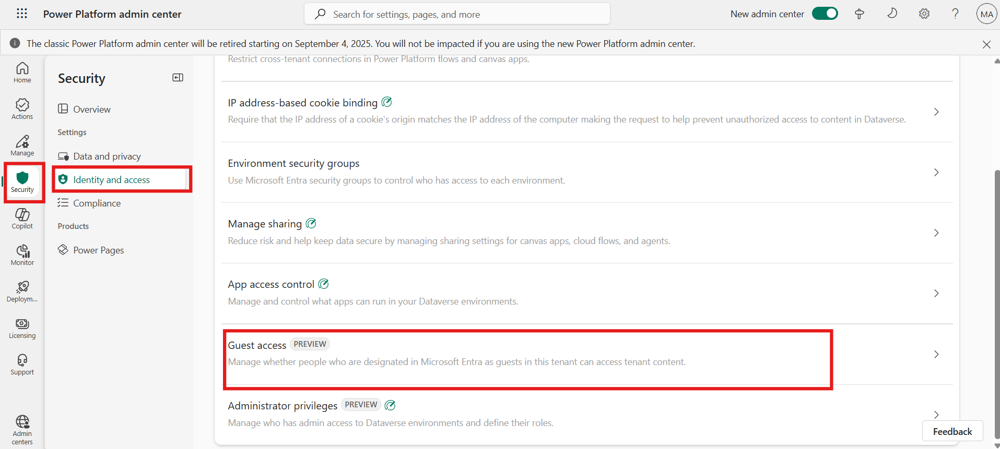 Power Platform admin center
Search for settings, pages, and more
New admin center
MA
The classic Power Platform admin center will be retired starting on September 4, 2025. You will not be impacted if you are using the new Power Platform admin center.
Home
Actions
Manage
Security
Copilot
Monitor
Deploym...
Licensing
Support
Admin
centers
Security
Overview
Settings
Data and privacy
Identity and access
Compliance
Products
Power Pages
Restrict cross-tenant connections in Power Platform flows and canvas apps.
IP address-based cookie binding
Require that the IP address of a cookie's origin matches the IP address of the computer making the request to help prevent unauthorized access to content in Dataverse.
Environment security groups
Use Microsoft Entra security groups to control who has access to each environment.
Manage sharing
Reduce risk and help keep data secure by managing sharing settings for canvas apps, cloud flows, and agents.
App access control
Manage and control what apps can run in your Dataverse environments.
Guest access PREVIEW
Manage whether people who are designated in Microsoft Entra as guests in this tenant can access tenant content.
Administrator privileges PREVIEW
Manage who has admin access to Dataverse environments and define their roles.
Feedback